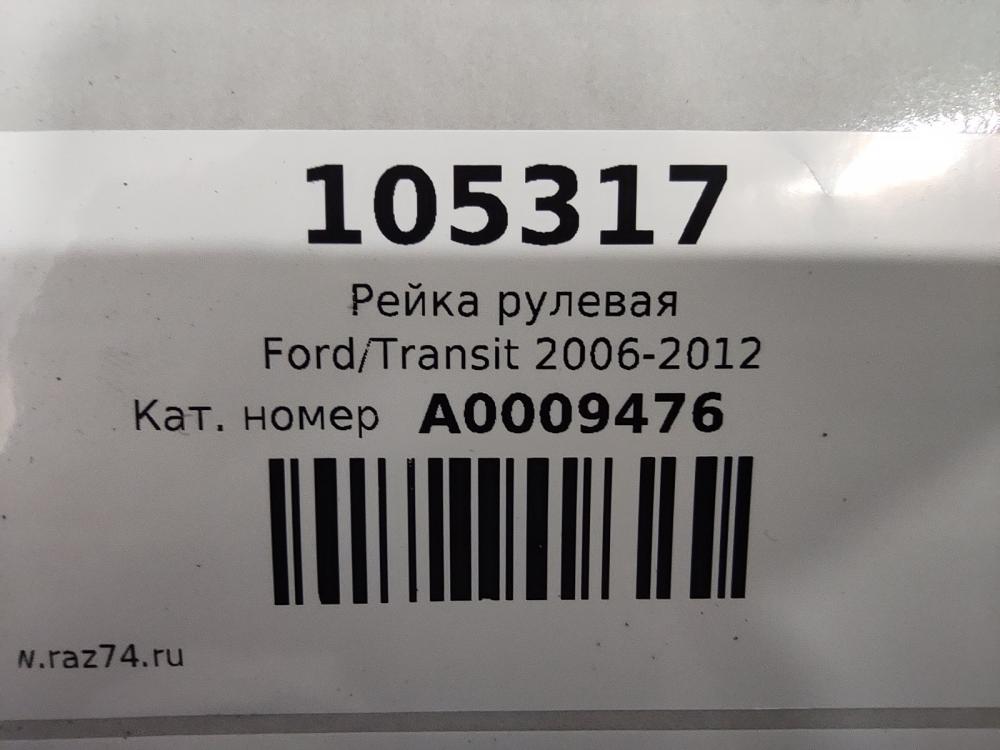 105317
Рейка рулевая
Ford/Transit 2006-2012
Кат. номер A0009476
w.raz74.ru